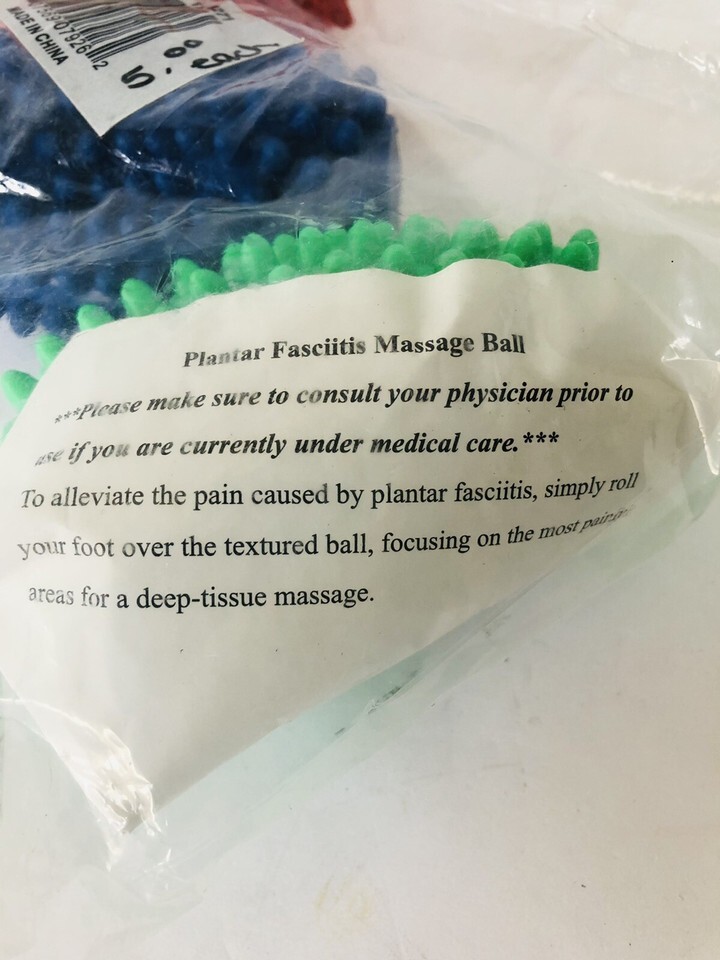 MADE IN CHINA
5.00 each
Plantar Fasciitis Massage Ball
***Please make sure to consult your physician prior to
use if you are currently under medical care.***
To alleviate the pain caused by plantar fasciitis, simply roll
your foot over the textured ball, focusing on the most painful
areas for a deep-tissue massage.